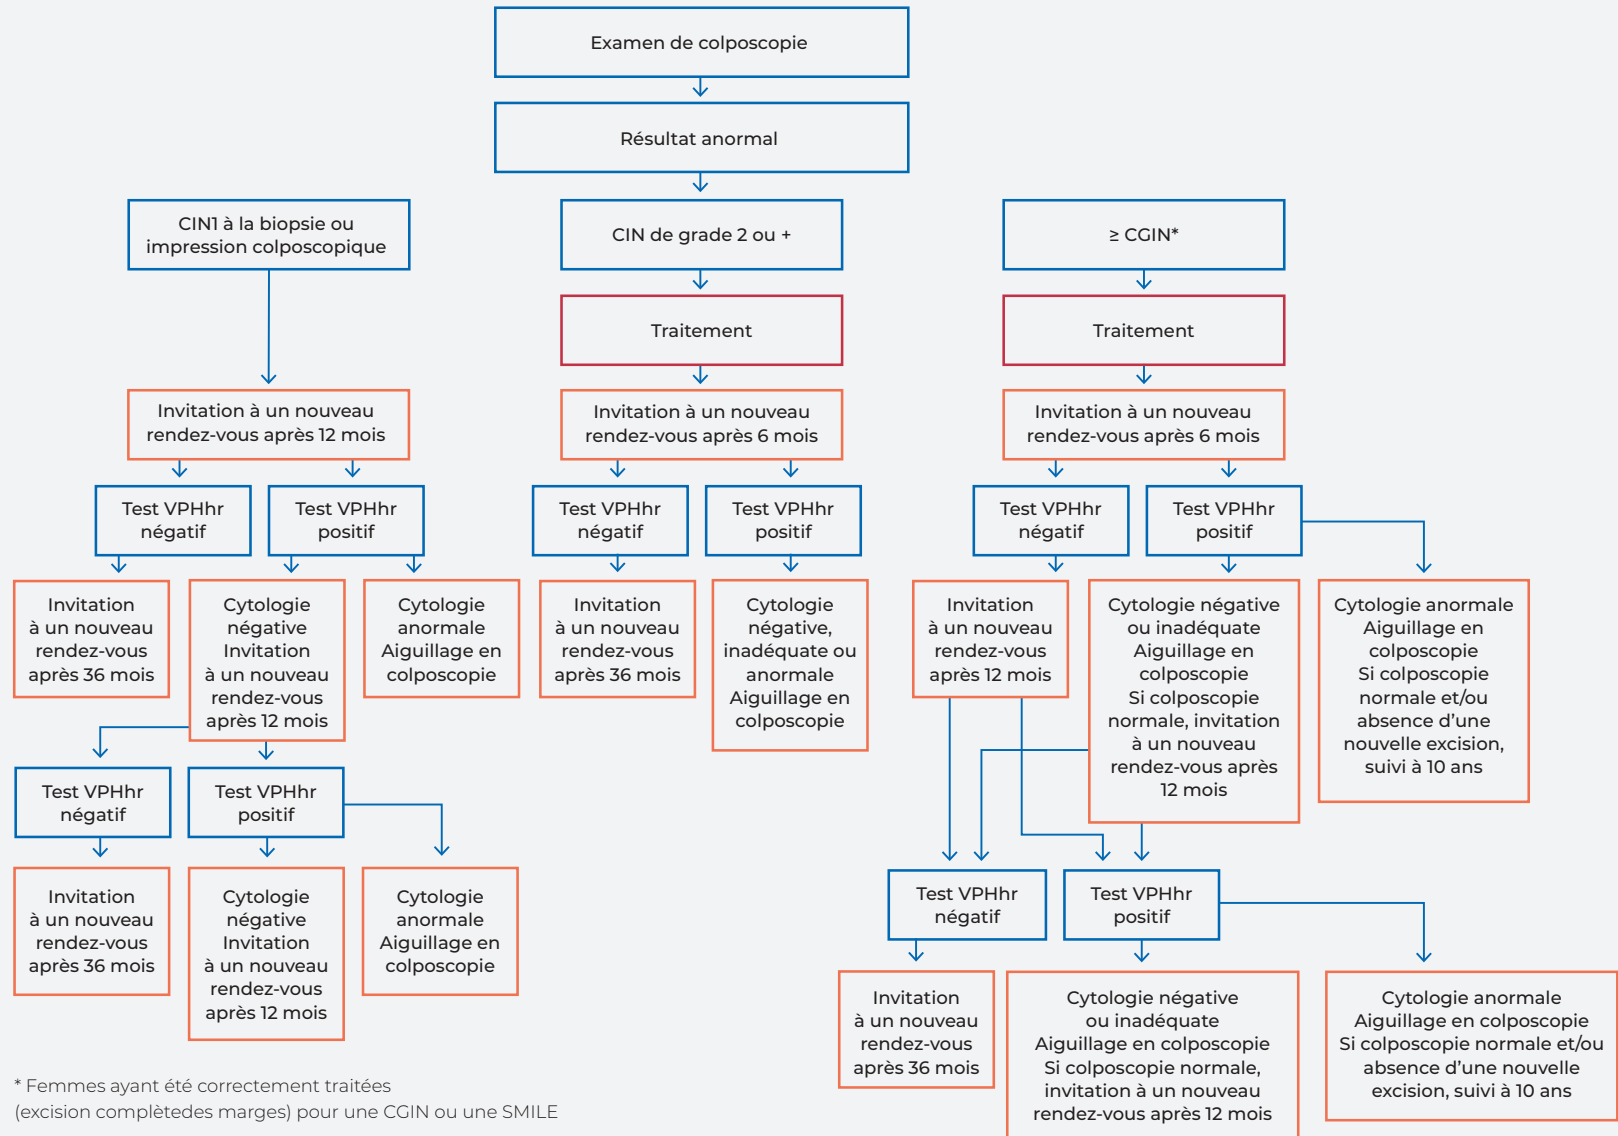 Examen de colposcopie
Résultat anormal
CIN1 à la biopsie ou
impression colposcopique
CIN de grade 2 ou +
≥ CGIN*
Traitement
Traitement
Invitation à un nouveau
rendez-vous après 12 mois
Invitation à un nouveau
rendez-vous après 6 mois
Invitation à un nouveau
rendez-vous après 6 mois
Test VPHhr
négatif
Test VPHhr
positif
Test VPHhr
négatif
Test VPHhr
positif
Test VPHhr
négatif
Test VPHhr
positif
Invitation
à un nouveau
rendez-vous
après 36 mois
Cytologie
négative
Invitation
à un nouveau
rendez-vous
après 12 mois
Cytologie
anormale
Aiguillage en
colposcopie
Invitation
à un nouveau
rendez-vous
après 36 mois
Cytologie
négative,
inadéquate ou
anormale
Aiguillage en
colposcopie
Invitation
à un nouveau
rendez-vous
après 12 mois
Cytologie négative
ou inadéquate
Aiguillage en
colposcopie
Si colposcopie
normale, invitation
à un nouveau
rendez-vous après
12 mois
Cytologie anormale
Aiguillage en
colposcopie
Si colposcopie
normale et/ou
absence d’une
nouvelle excision,
suivi à 10 ans
Test VPHhr
négatif
Test VPHhr
positif
Invitation
à un nouveau
rendez-vous
après 36 mois
Cytologie
négative
Invitation
à un nouveau
rendez-vous
après 12 mois
Cytologie
anormale
Aiguillage en
colposcopie
Test VPHhr
négatif
Test VPHhr
positif
Invitation
à un nouveau
rendez-vous
après 36 mois
Cytologie négative
ou inadéquate
Aiguillage en colposcopie
Si colposcopie normale,
invitation à un nouveau
rendez-vous après 12 mois
Cytologie anormale
Aiguillage en colposcopie
Si colposcopie normale et/ou
absence d’une nouvelle
excision, suivi à 10 ans
* Femmes ayant été correctement traitées
(excision complètedes marges) pour une CGIN ou une SMILE